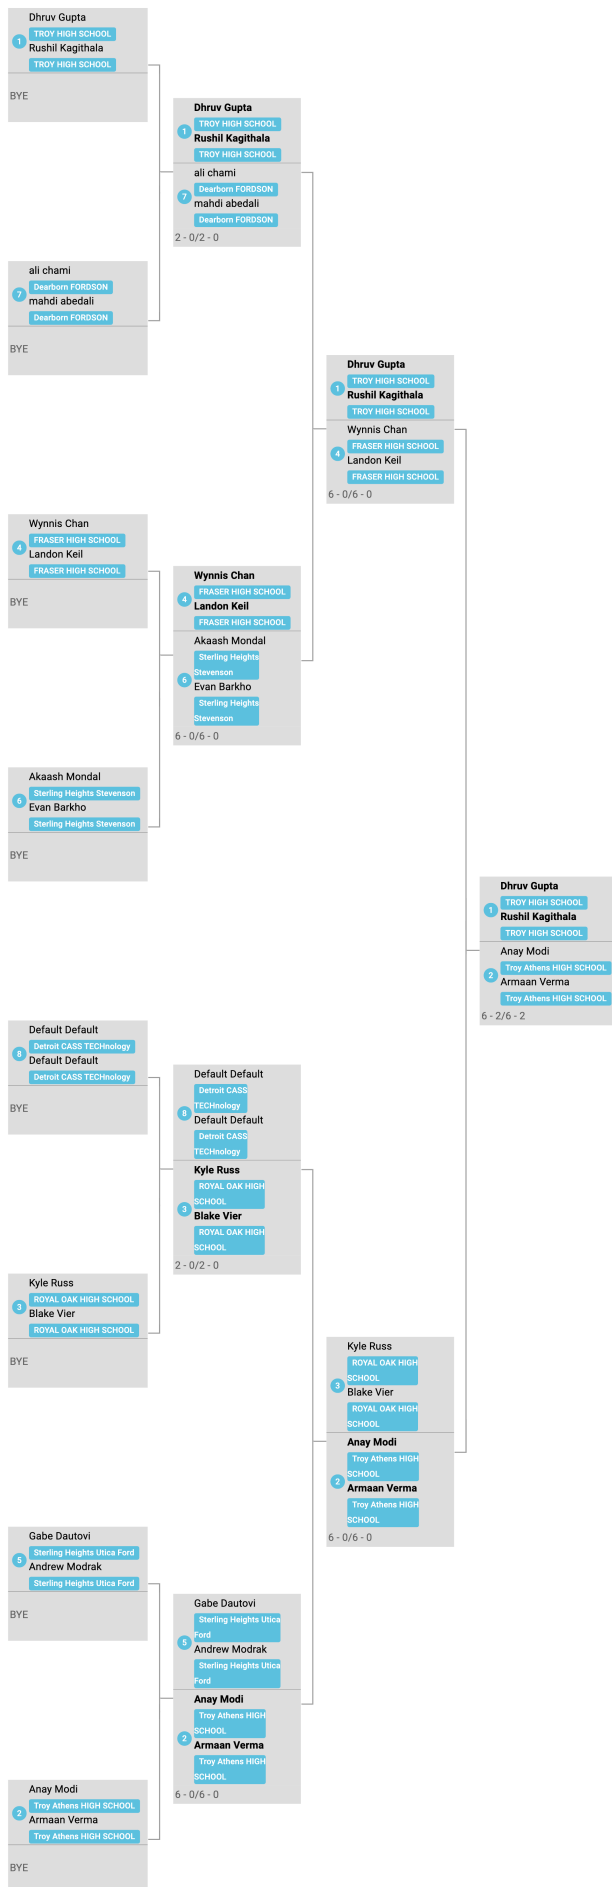 Dhruv Gupta
1
TROY HIGH SCHOOL
Rushil Kagithala
TROY HIGH SCHOOL
BYE
ali chami
7
Dearborn FORDSON
mahdi abedali
Dearborn FORDSON
BYE
Wynnis Chan
4
FRASER HIGH SCHOOL
Landon Keil
FRASER HIGH SCHOOL
BYE
Akaash Mondal
6
Sterling Heights Stevenson
Evan Barkho
Sterling Heights Stevenson
BYE
Default Default
8
Detroit CASS TECHnology
Default Default
Detroit CASS TECHnology
BYE
Kyle Russ
3
ROYAL OAK HIGH SCHOOL
Blake Vier
ROYAL OAK HIGH SCHOOL
BYE
Gabe Dautovi
5
Sterling Heights Utica Ford
Andrew Modrak
Sterling Heights Utica Ford
BYE
Anay Modi
2
Troy Athens HIGH SCHOOL
Armaan Verma
Troy Athens HIGH SCHOOL
BYE
Dhruv Gupta
1
TROY HIGH SCHOOL
Rushil Kagithala
TROY HIGH SCHOOL
ali chami
7
Dearborn FORDSON
mahdi abedali
Dearborn FORDSON
2 - 0/2 - 0
Wynnis Chan
4
FRASER HIGH SCHOOL
Landon Keil
FRASER HIGH SCHOOL
Akaash Mondal
6
Sterling Heights
Stevenson
Evan Barkho
Sterling Heights
Stevenson
6 - 0/6 - 0
Default Default
8
Detroit CASS
TECHnology
Default Default
Detroit CASS
TECHnology
Kyle Russ
3
ROYAL OAK HIGH
SCHOOL
Blake Vier
ROYAL OAK HIGH
SCHOOL
2 - 0/2 - 0
Gabe Dautovi
5
Sterling Heights Utica
Ford
Andrew Modrak
Sterling Heights Utica
Ford
Anay Modi
2
Troy Athens HIGH
SCHOOL
Armaan Verma
Troy Athens HIGH
SCHOOL
6 - 0/6 - 0
Dhruv Gupta
1
TROY HIGH SCHOOL
Rushil Kagithala
TROY HIGH SCHOOL
Wynnis Chan
4
FRASER HIGH SCHOOL
Landon Keil
FRASER HIGH SCHOOL
6 - 0/6 - 0
Kyle Russ
3
ROYAL OAK HIGH
SCHOOL
Blake Vier
ROYAL OAK HIGH
SCHOOL
Anay Modi
2
Troy Athens HIGH
SCHOOL
Armaan Verma
Troy Athens HIGH
SCHOOL
6 - 0/6 - 0
Dhruv Gupta
1
TROY HIGH SCHOOL
Rushil Kagithala
TROY HIGH SCHOOL
Anay Modi
2
Troy Athens HIGH SCHOOL
Armaan Verma
Troy Athens HIGH SCHOOL
6 - 2/6 - 2